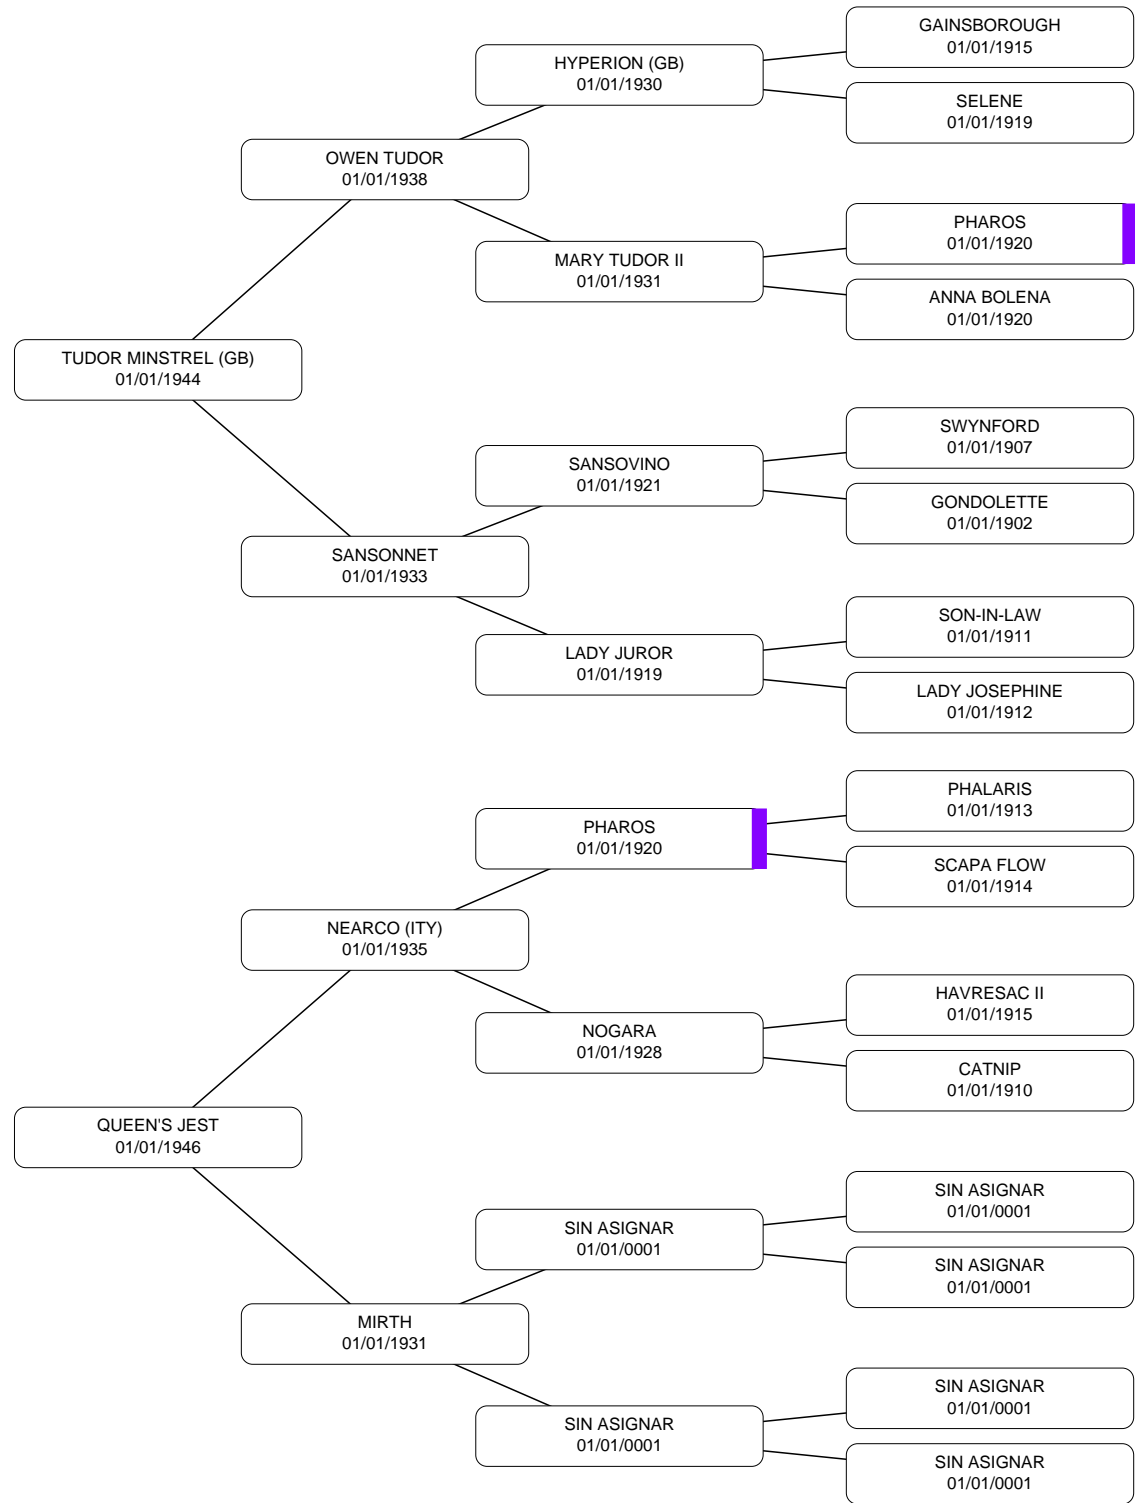 GAINSBOROUGH
01/01/1915
HYPERION (GB)
01/01/1930
SELENE
01/01/1919
OWEN TUDOR
01/01/1938
PHAROS
01/01/1920
MARY TUDOR II
01/01/1931
ANNA BOLENA
01/01/1920
TUDOR MINSTREL (GB)
01/01/1944
SWYNFORD
01/01/1907
SANSOVINO
01/01/1921
GONDOLETTE
01/01/1902
SANSONNET
01/01/1933
SON-IN-LAW
01/01/1911
LADY JUROR
01/01/1919
LADY JOSEPHINE
01/01/1912
PHALARIS
01/01/1913
PHAROS
01/01/1920
SCAPA FLOW
01/01/1914
NEARCO (ITY)
01/01/1935
HAVRESAC II
01/01/1915
NOGARA
01/01/1928
CATNIP
01/01/1910
QUEEN'S JEST
01/01/1946
SIN ASIGNAR
01/01/0001
SIN ASIGNAR
01/01/0001
SIN ASIGNAR
01/01/0001
MIRTH
01/01/1931
SIN ASIGNAR
01/01/0001
SIN ASIGNAR
01/01/0001
SIN ASIGNAR
01/01/0001